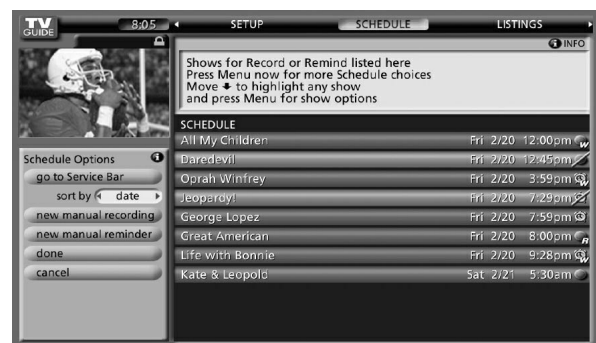 TV
GUIDE
8:05
SETUP
SCHEDULE
LISTINGS
INFO
Shows for Record or Remind listed here
Press Menu now for more Schedule choices
Move to highlight any show
and press Menu for show options
SCHEDULE
All My Children Fri 2/20 12:00pm W
Daredevil Fri 2/20 12:45pm
Oprah Winfrey Fri 2/20 3:59pm W
Jeopardy! Fri 2/20 7:29pm
George Lopez Fri 2/20 7:59pm
Great American Fri 2/20 8:00pm R
Life with Bonnie Fri 2/20 9:28pm W
Kate & Leopold Sat 2/21 5:30am
Schedule Options
go to Service Bar
sort by date
new manual recording
new manual reminder
done
cancel